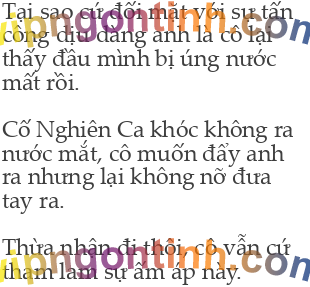 Tại sao cứ đối mặt với sự tấn
công dịu dàng anh là cô lại
thấy đầu mình bị úng nước
mất rồi.
Cố Nghiên Ca khóc không ra
nước mắt, cô muốn đẩy anh
ra nhưng lại không nỡ đưa
tay ra.
Thừa nhận đi thôi, cô vẫn cứ
tham lam sự ấm áp này.